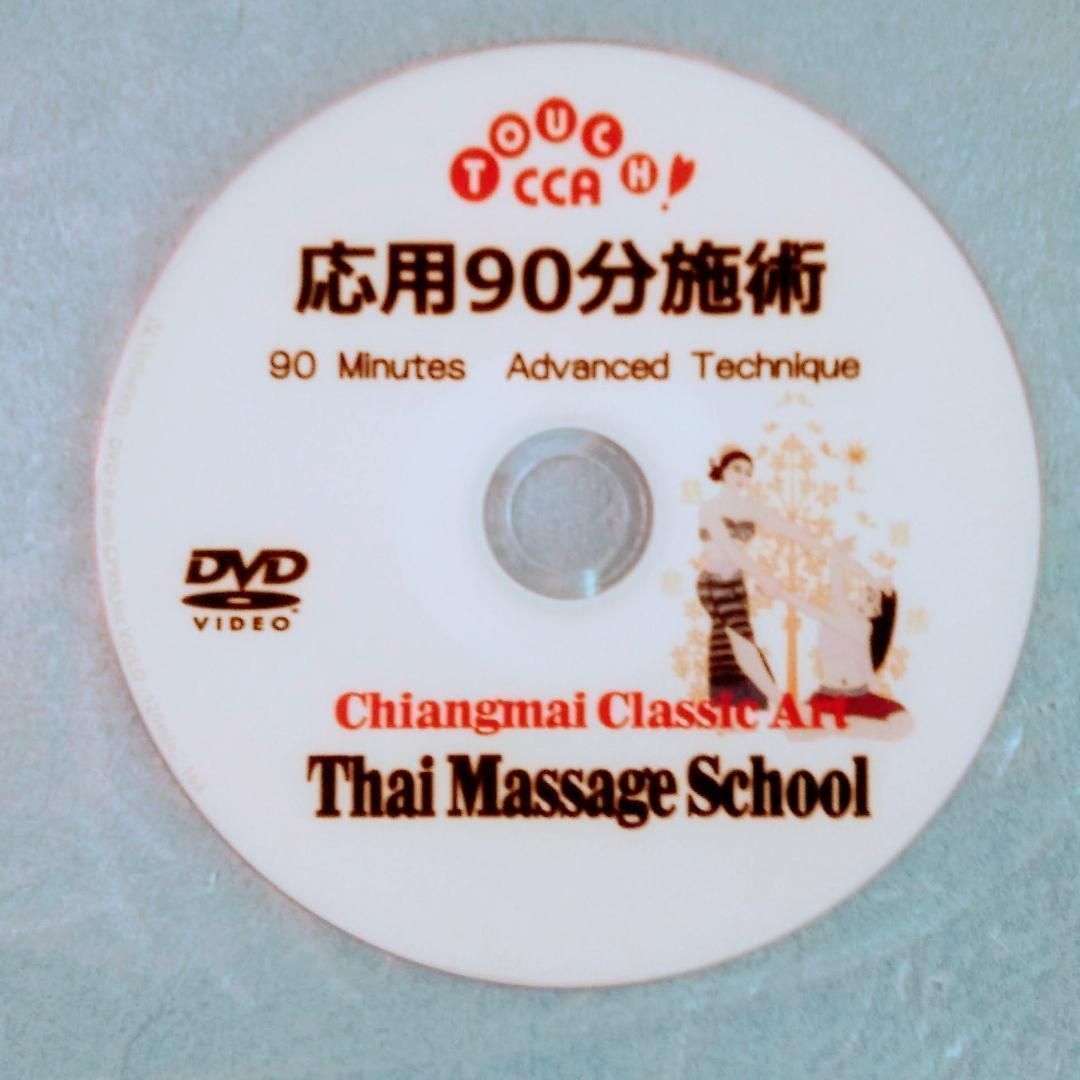 TOUCH!
CCA
応用90分施術
90 Minutes Advanced Technique
DVD
VIDEO
Chiangmai Classic Art
Thai Massage School